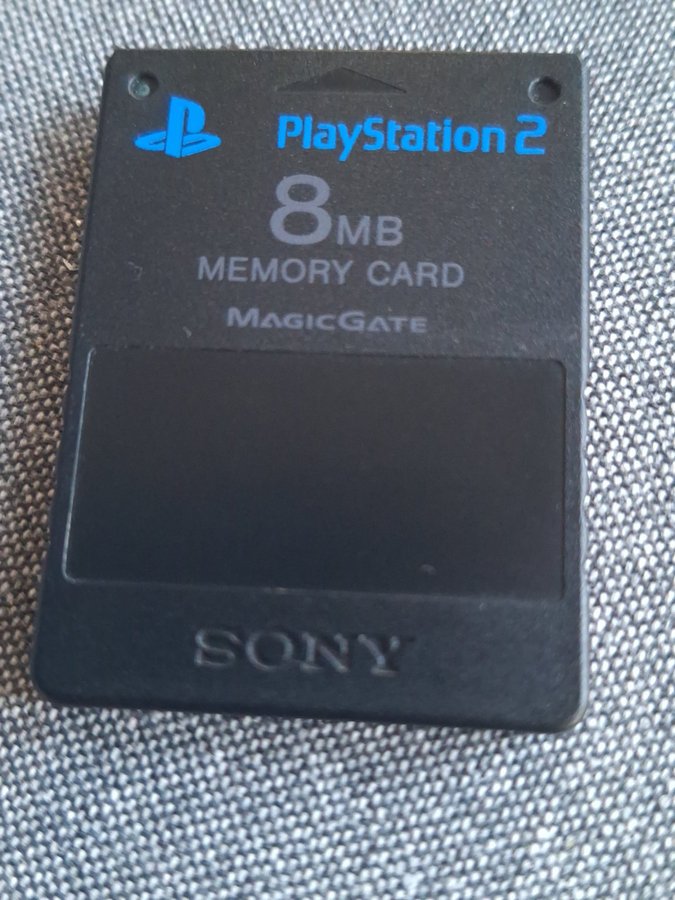 PlayStation 2
8MB
MEMORY CARD
MAGICGATE
SONY